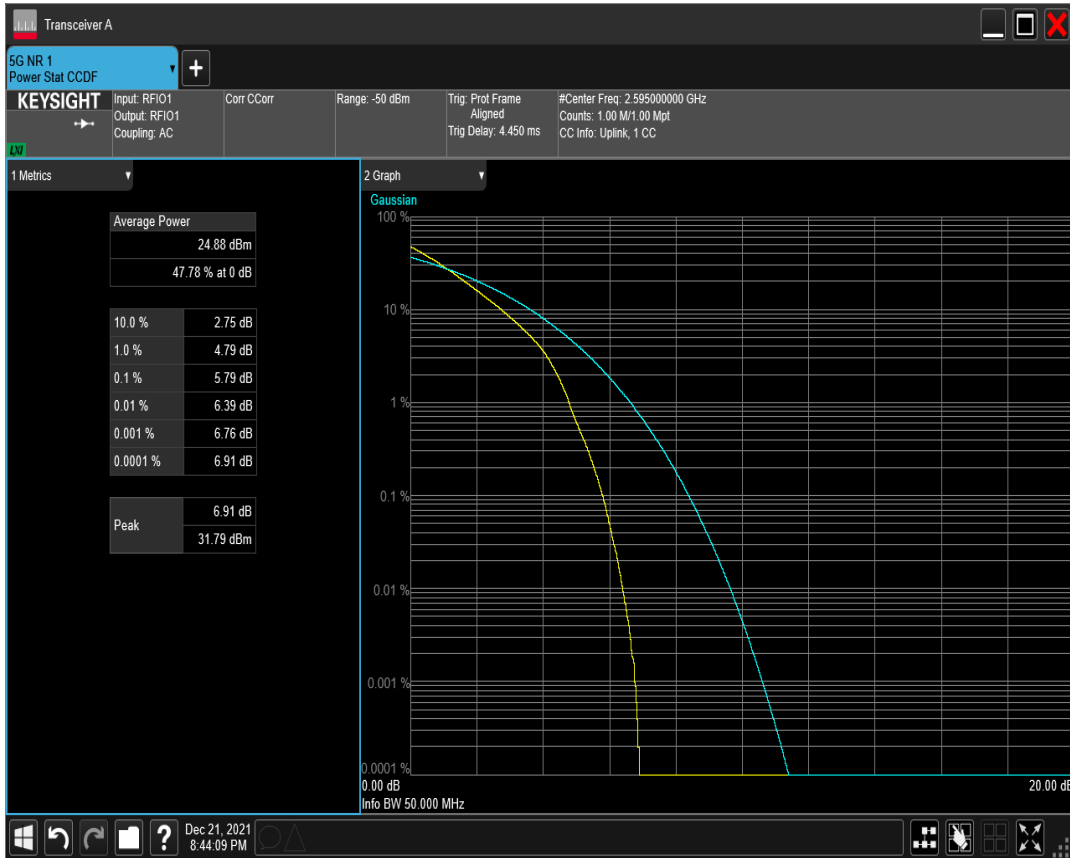 Transceiver A
5G NR 1
Power Stat CCDF
KEYSIGHT
LXI
Input: RFIO1
Output: RFIO1
Coupling: AC
Corr CCorr
Range: -50 dBm
Trig: Prot Frame
Aligned
Trig Delay: 4.450 ms
#Center Freq: 2.595000000 GHz
Counts: 1.00 M/1.00 Mpt
CC Info: Uplink, 1 CC
1 Metrics
Average Power
24.88 dBm
47.78 % at 0 dB
10.0 % 2.75 dB
1.0 % 4.79 dB
0.1 % 5.79 dB
0.01 % 6.39 dB
0.001 % 6.76 dB
0.0001 % 6.91 dB
Peak
6.91 dB
31.79 dBm
2 Graph
Gaussian
100 %
10 %
1 %
0.1 %
0.01 %
0.001 %
0.0001 %
0.00 dB 20.00 dB
Info BW 50.000 MHz
?
Dec 21, 2021
8:44:09 PM